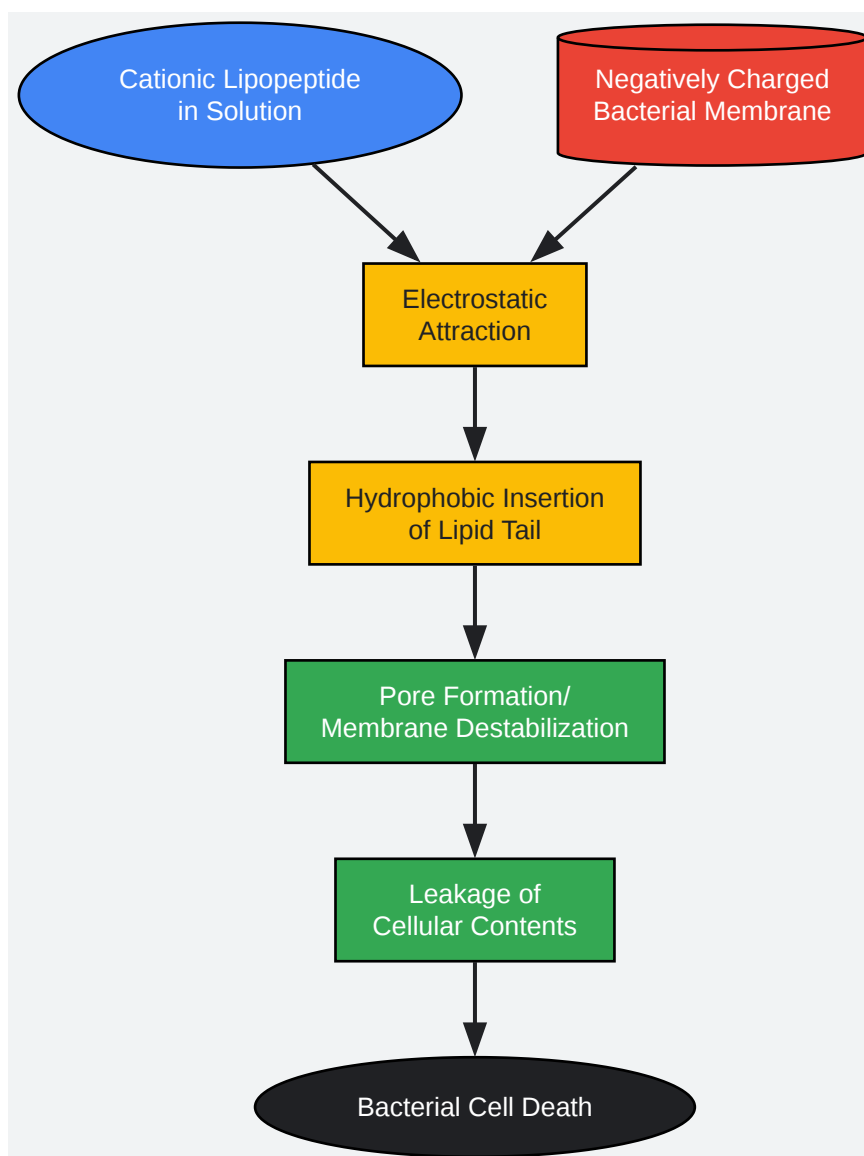 Cationic Lipopeptide
in Solution
Negatively Charged
Bacterial Membrane
Electrostatic
Attraction
Hydrophobic Insertion
of Lipid Tail
Pore Formation/
Membrane Destabilization
Leakage of
Cellular Contents
Bacterial Cell Death